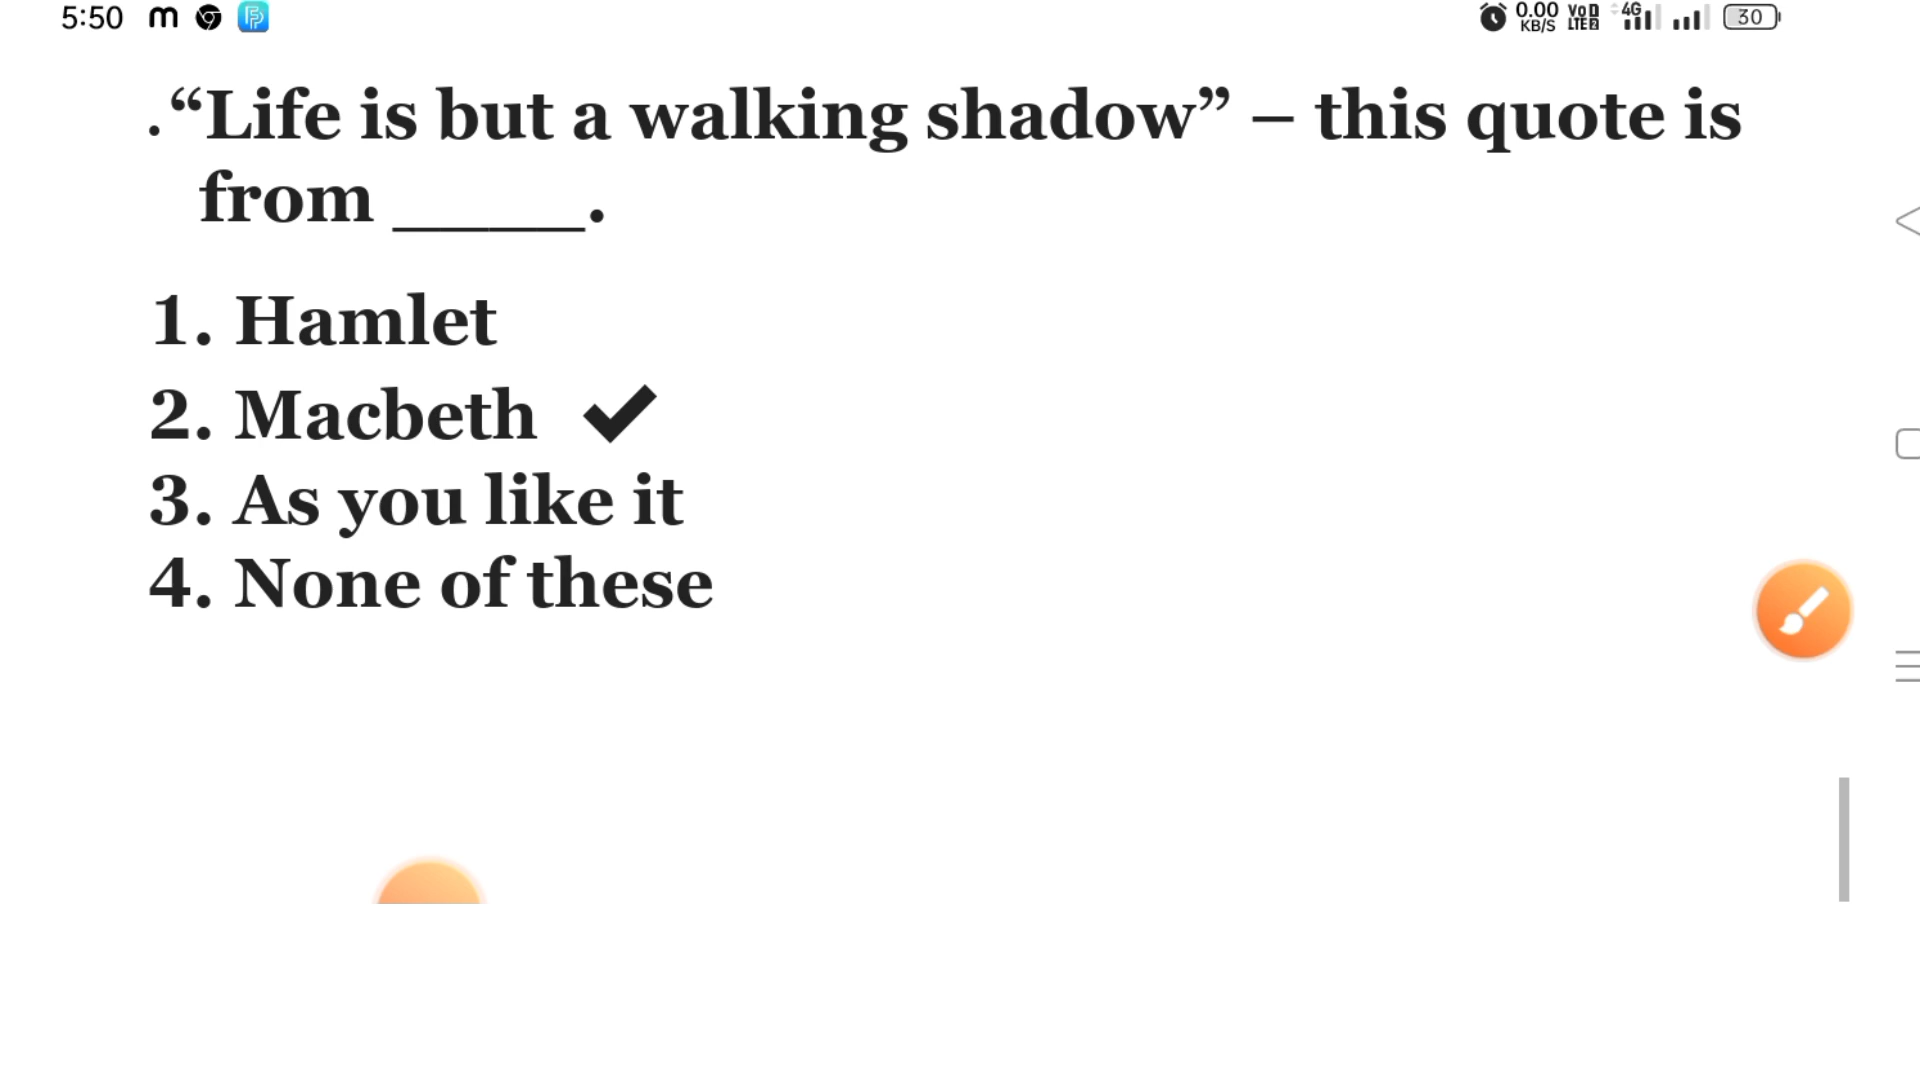 5:50 m 0.00 KB/S VoD LTE2 4G 30
.“Life is but a walking shadow” – this quote is
from _____.
1. Hamlet
2. Macbeth ✔
3. As you like it
4. None of these